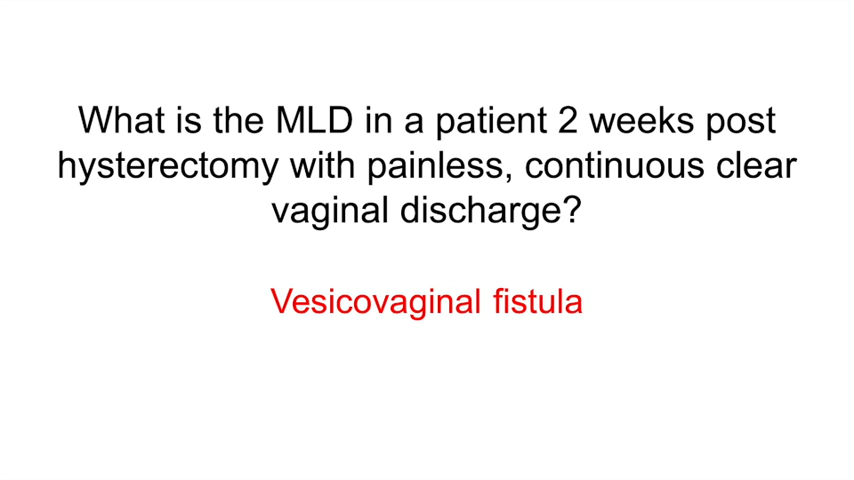 What is the MLD in a patient 2 weeks post
hysterectomy with painless, continuous clear
vaginal discharge?
Vesicovaginal fistula